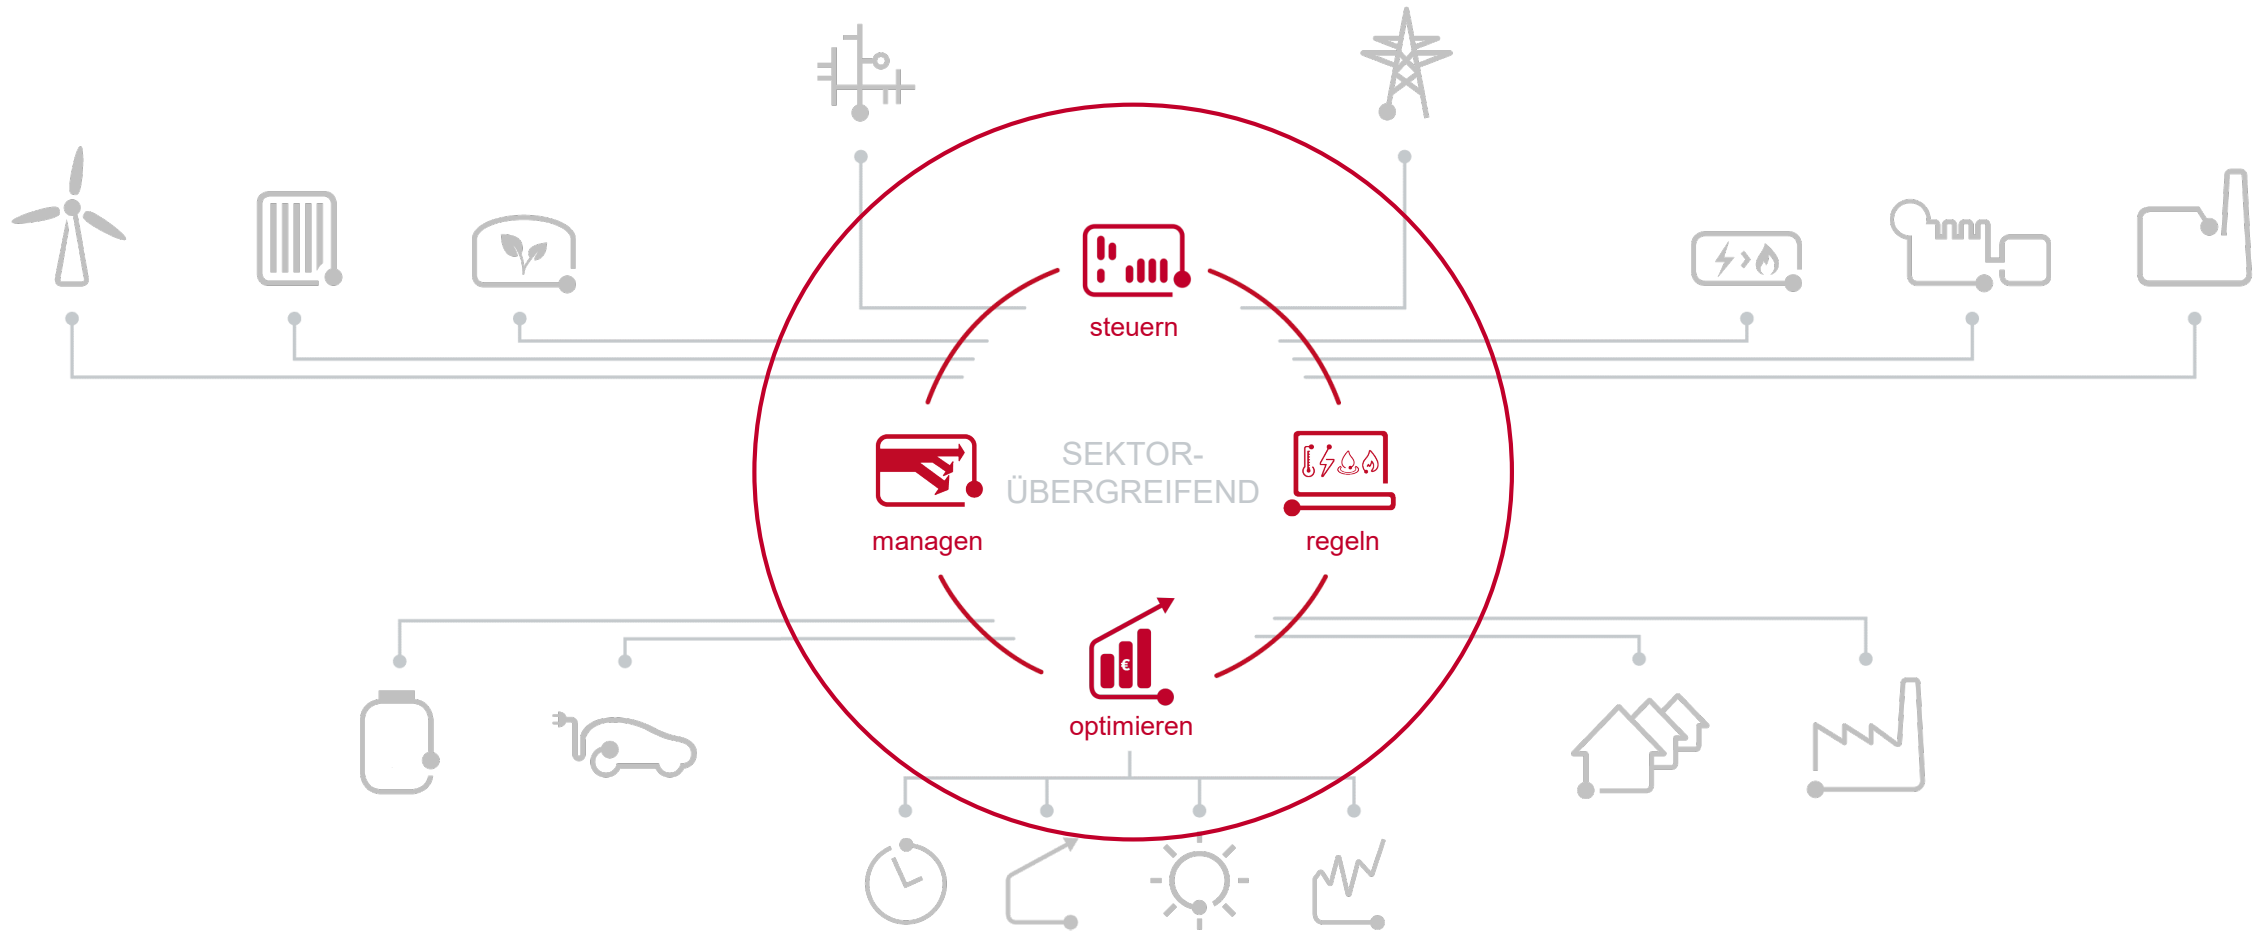 steuern
SEKTOR-
ÜBERGREIFEND
managen
regeln
€
optimieren